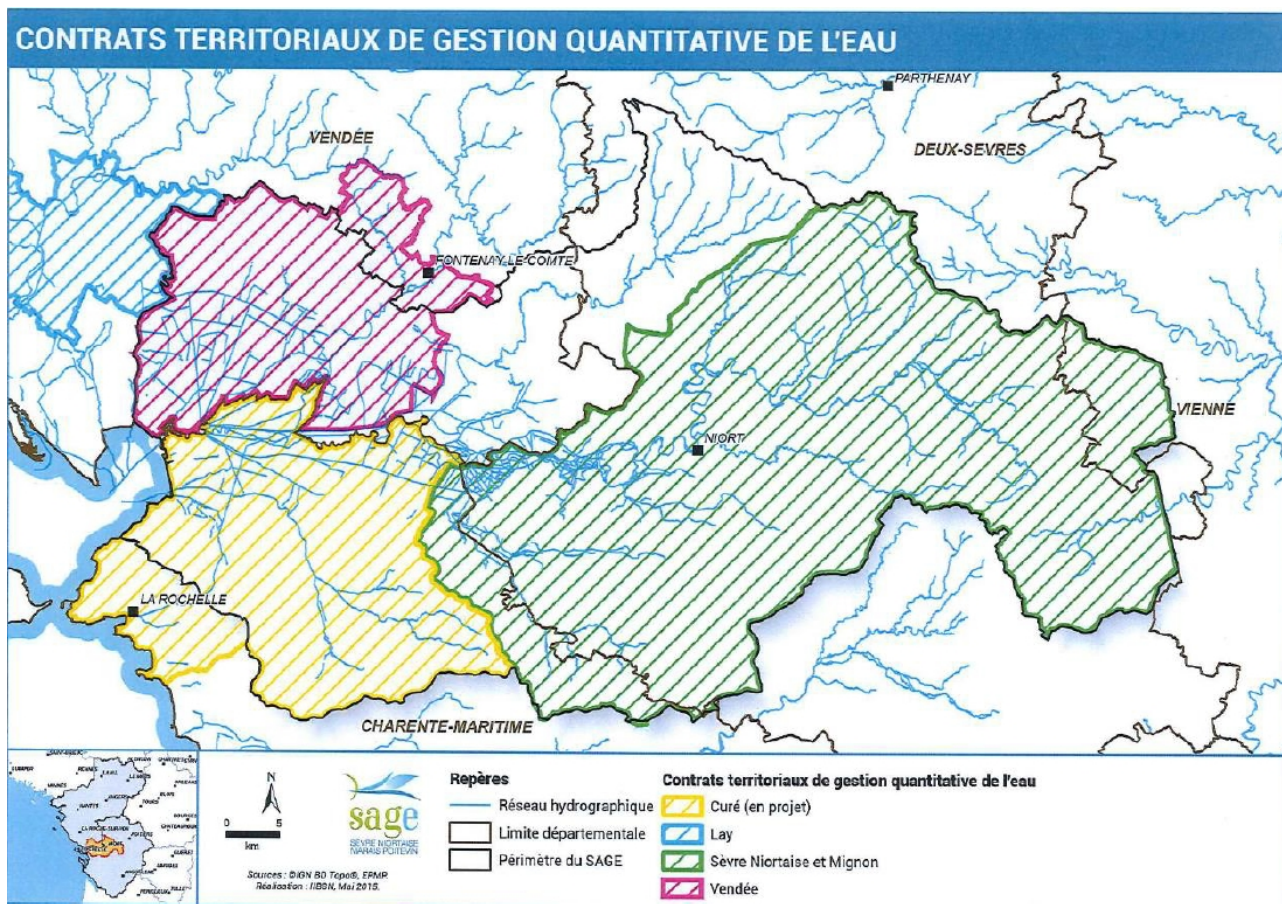 CONTRATS TERRITORIAUX DE GESTION QUANTITATIVE DE L'EAU
PARTHENAY
VENDÉE
DEUX-SEVRES
FONTENAY-LE-COMTE
VIENNE
NIORT
LA ROCHELLE
CHARENTE-MARITIME
N
0 5
km
sage
SÈVRE NIORTAISE
MARAIS POITEVIN
Sources : ©IGN BD Topo®, EPMP.
Réalisation : IIBSN, Mai 2015.
Repères
Réseau hydrographique
Limite départementale
Périmètre du SAGE
Contrats territoriaux de gestion quantitative de l'eau
Curé (en projet)
Lay
Sèvre Niortaise et Mignon
Vendée